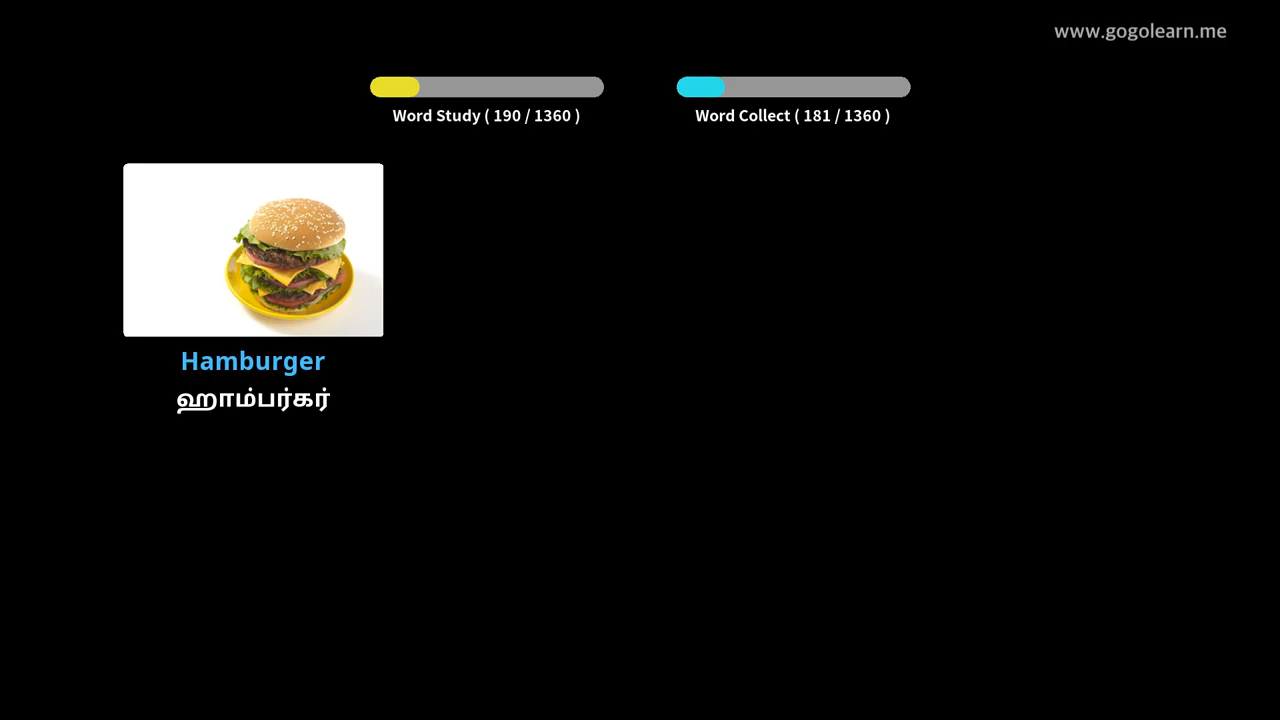 www.gogolearn.me
Word Study ( 190 / 1360 )
Word Collect ( 181 / 1360 )
Hamburger
ஹாம்பர்கர்